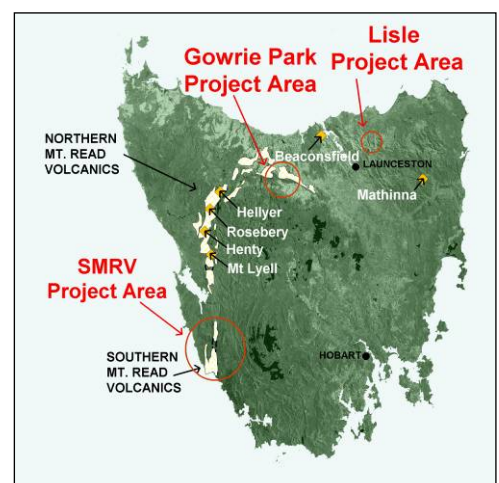 Lisle
Project Area
Gowrie Park
Project Area
NORTHERN
MT. READ
VOLCANICS
Beaconsfield
LAUNCESTON
Mathinna
Hellyer
Rosebery
Henty
Mt Lyell
SMRV
Project Area
SOUTHERN
MT. READ
VOLCANICS
HOBART